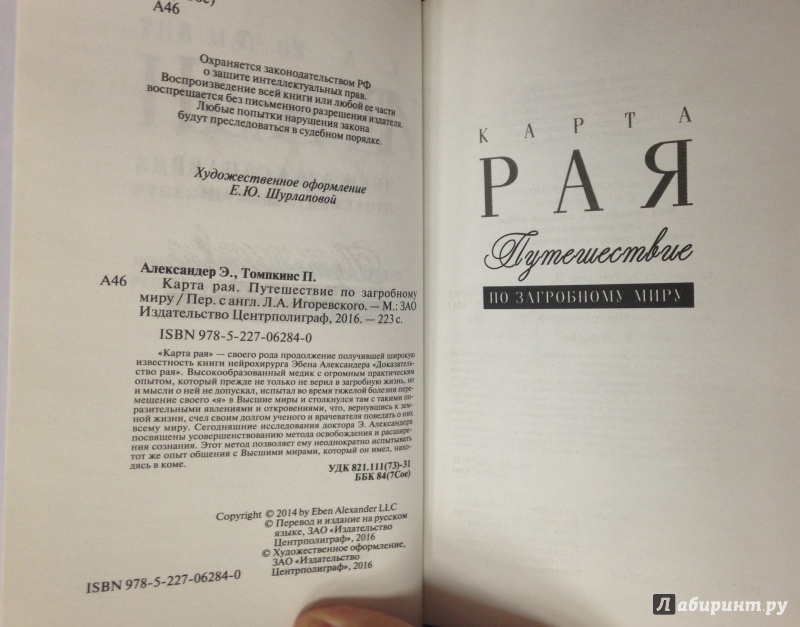 А46
Охраняется законодательством РФ
о защите интеллектуальных прав.
Воспроизведение всей книги или любой ее части
воспрещается без письменного разрешения издателя.
Любые попытки нарушения закона
будут преследоваться в судебном порядке.
Художественное оформление
Е.Ю. Шурлаповой
Александер Э., Томпкинс П.
А46 Карта рая. Путешествие по загробному
миру / Пер. с англ. Л.А. Игоревского. — М.: ЗАО
Издательство Центрполиграф, 2016. — 223 с.
ISBN 978-5-227-06284-0
«Карта рая» — своего рода продолжение получившей широкую
известность книги нейрохирурга Эбена Александера «Доказатель-
ство рая». Высокообразованный медик с огромным практическим
опытом, который прежде не только не верил в загробную жизнь, но
и мысли о ней не допускал, испытал во время тяжелой болезни пере-
мещение своего «я» в Высшие миры и столкнулся там с такими по-
разительными явлениями и откровениями, что, вернувшись к зем-
ной жизни, счел своим долгом ученого и врачевателя поведать о них
всему миру. Сегодняшние исследования доктора Э. Александера
посвящены усовершенствованию метода освобождения и расшире-
ния сознания. Этот метод позволяет ему неоднократно испытывать
тот же опыт общения с Высшими мирами, который он имел, нахо-
дясь в коме.
УДК 821.111(73)-31
ББК 84(7Сое)
Copyright © 2014 by Eben Alexander LLC
© Перевод и издание на русском
языке, ЗАО «Издательство
Центрполиграф», 2016
© Художественное оформление,
ЗАО «Издательство
Центрполиграф», 2016
ISBN 978-5-227-06284-0
КАРТА
РАЯ
Путешествие
ПО ЗАГРОБНОМУ МИРУ
Лабиринт.ру